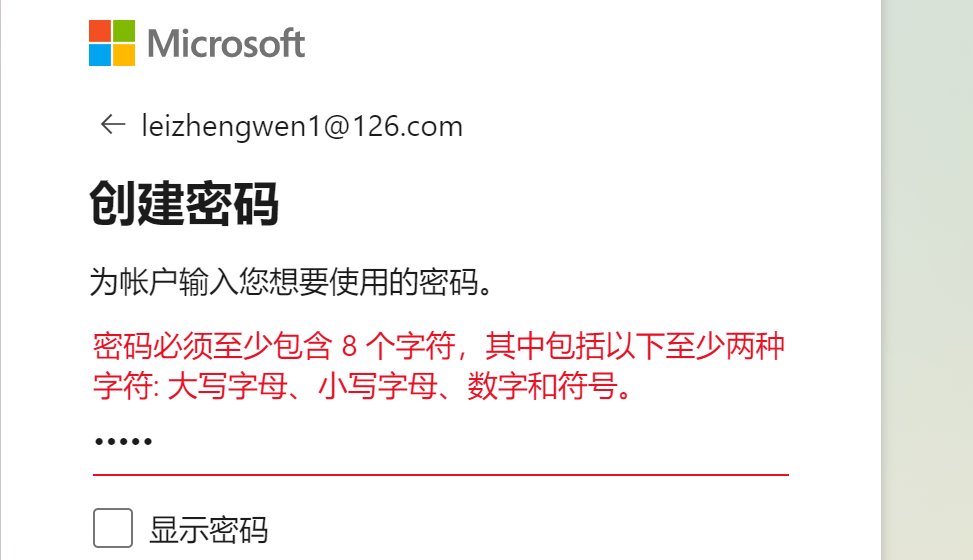 Microsoft
← leizhengwen1@126.com
创建密码
为帐户输入您想要使用的密码。
密码必须至少包含 8 个字符，其中包括以下至少两种
字符: 大写字母、小写字母、数字和符号。
•••••
显示密码